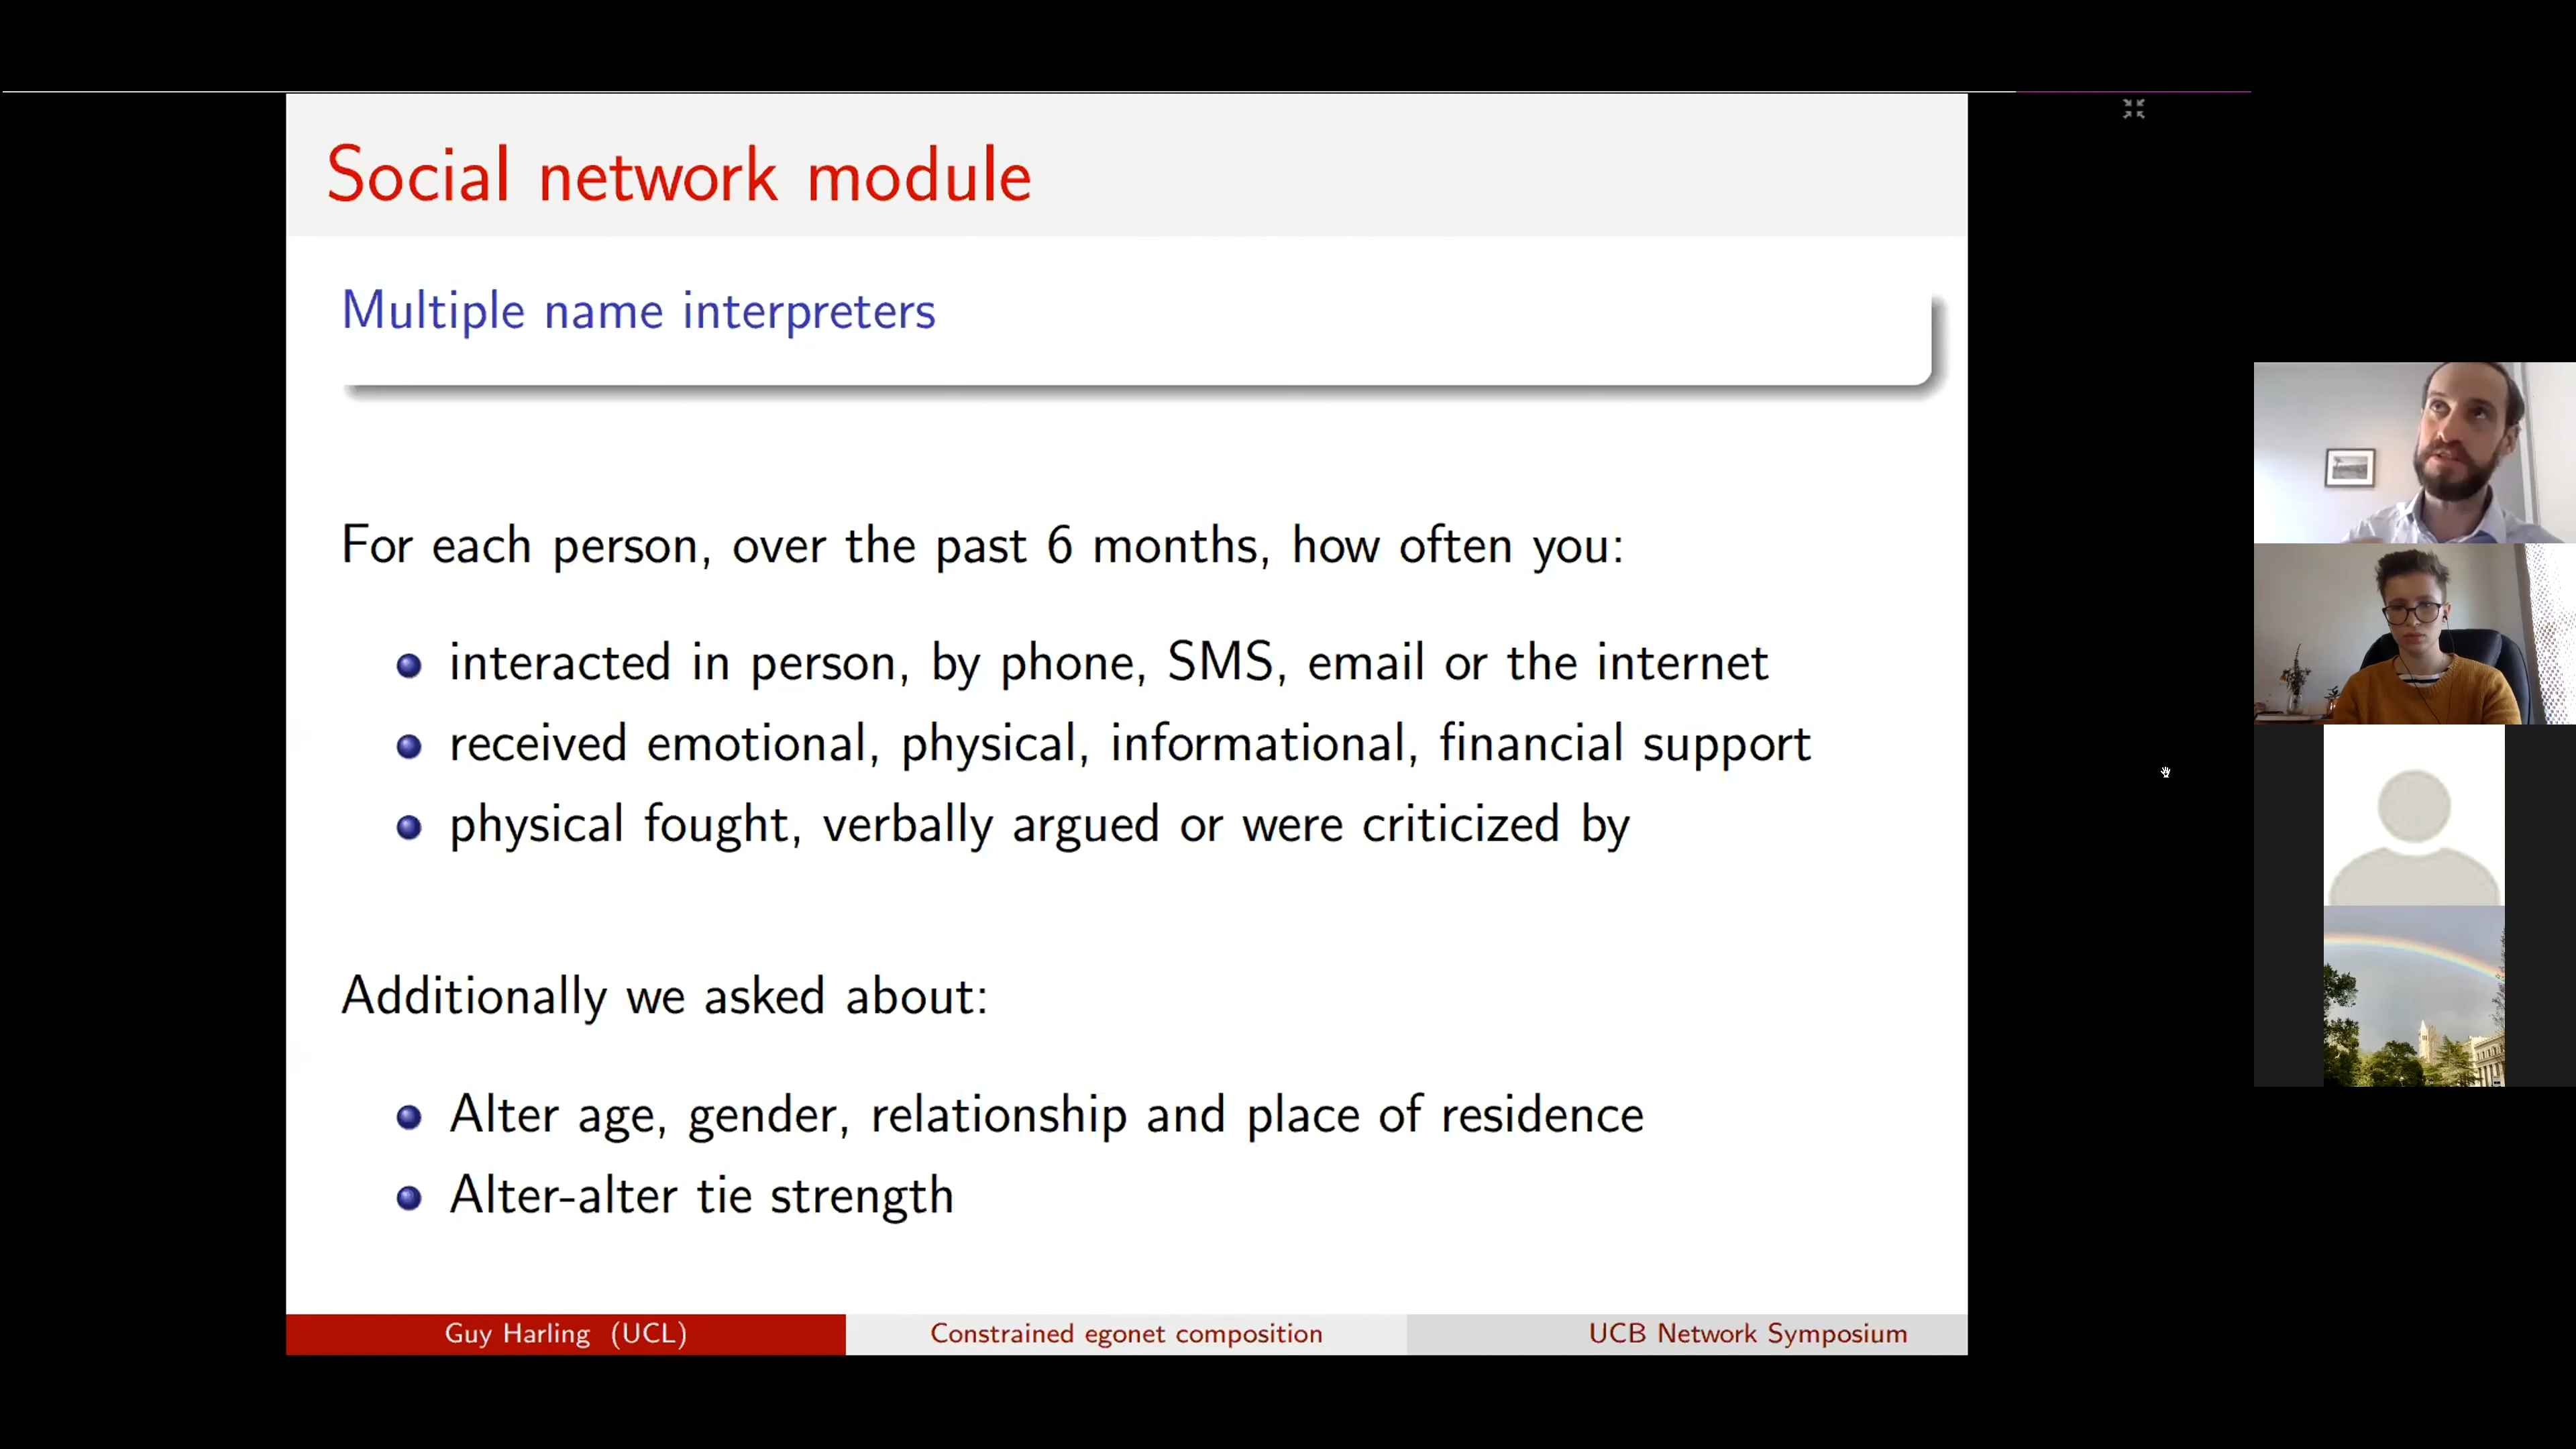 Social network module
Multiple name interpreters
For each person, over the past 6 months, how often you:
interacted in person, by phone, SMS, email or the internet
received emotional, physical, informational, financial support
physical fought, verbally argued or were criticized by
Additionally we asked about:
Alter age, gender, relationship and place of residence
Alter-alter tie strength
Guy Harling (UCL)
Constrained egonet composition
UCB Network Symposium